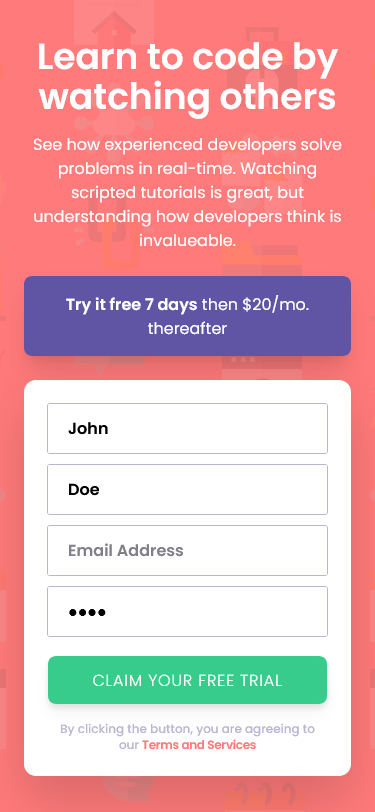 Learn to code by
watching others
See how experienced developers solve
problems in real-time. Watching
scripted tutorials is great, but
understanding how developers think is
invalueable.
Try it free 7 days then $20/mo.
thereafter
John
Doe
Email Address
••••
CLAIM YOUR FREE TRIAL
By clicking the button, you are agreeing to
our Terms and Services